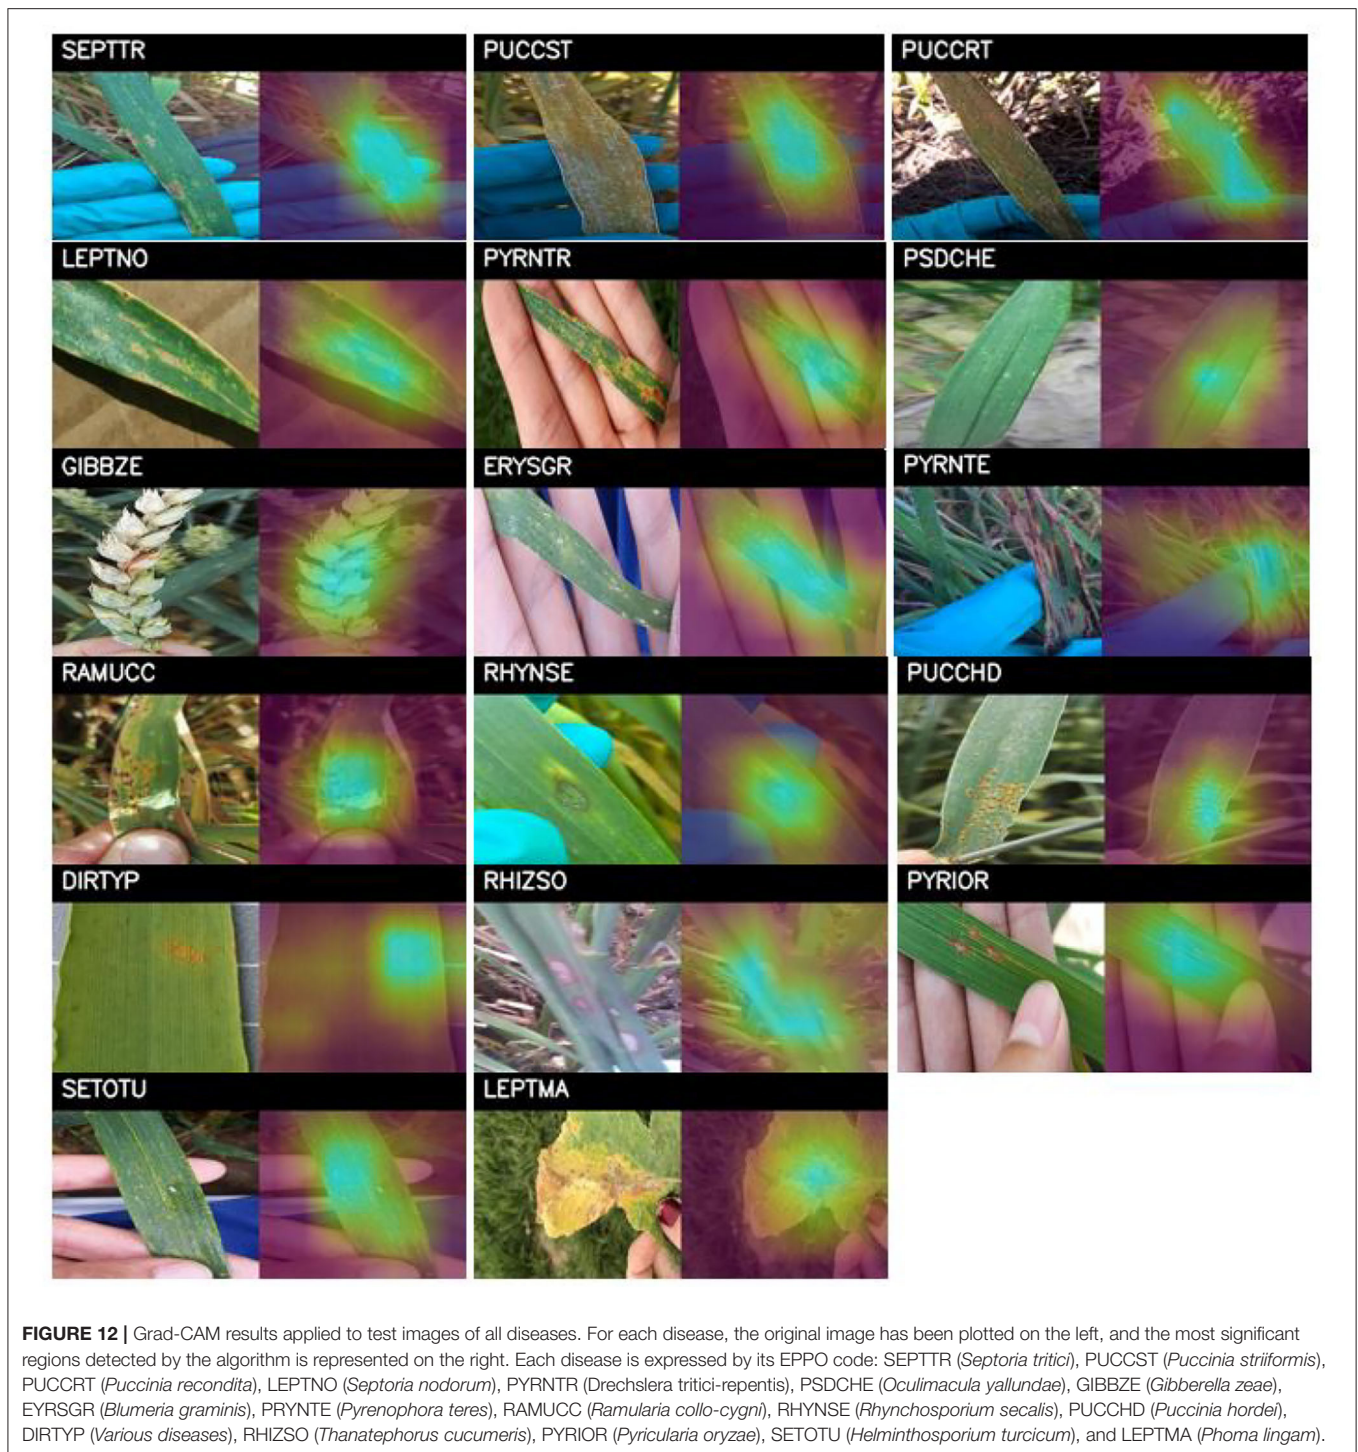 SEPTTR
PUCCST
PUCCRT
LEPTNO
PYRNTR
PSDCHE
GIBBZE
ERYSGR
PYRNTE
RAMUCC
RHYNSE
PUCCHD
DIRTYP
RHIZSO
PYRIOR
SETOTU
LEPTMA
FIGURE 12 | Grad-CAM results applied to test images of all diseases. For each disease, the original image has been plotted on the left, and the most significant
regions detected by the algorithm is represented on the right. Each disease is expressed by its EPPO code: SEPTTR (Septoria tritici), PUCCST (Puccinia striiformis),
PUCCRT (Puccinia recondita), LEPTNO (Septoria nodorum), PYRNTR (Drechslera tritici-repentis), PSDCHE (Oculimacula yallundae), GIBBZE (Gibberella zeae),
EYRSGR (Blumeria graminis), PRYNTE (Pyrenophora teres), RAMUCC (Ramularia collo-cygni), RHYNSE (Rhynchosporium secalis), PUCCHD (Puccinia hordei),
DIRTYP (Various diseases), RHIZSO (Thanatephorus cucumeris), PYRIOR (Pyricularia oryzae), SETOTU (Helminthosporium turcicum), and LEPTMA (Phoma lingam).